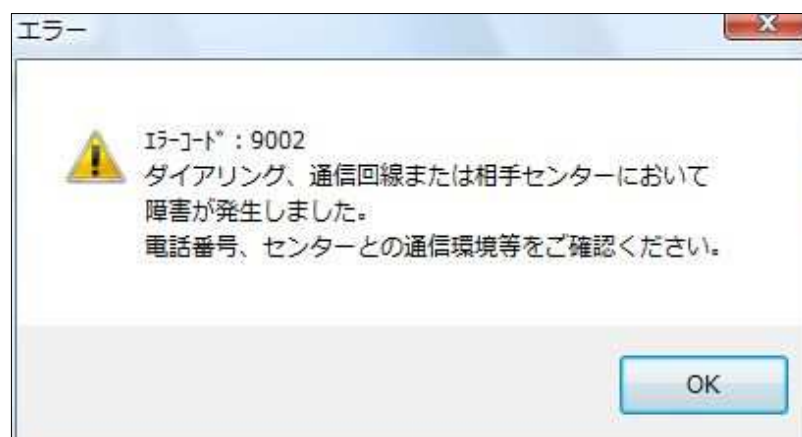 エラー
X
ｴﾗｰｺｰﾄﾞ：9002
ダイアリング、通信回線または相手センターにおいて
障害が発生しました。
電話番号、センターとの通信環境等をご確認ください。
OK